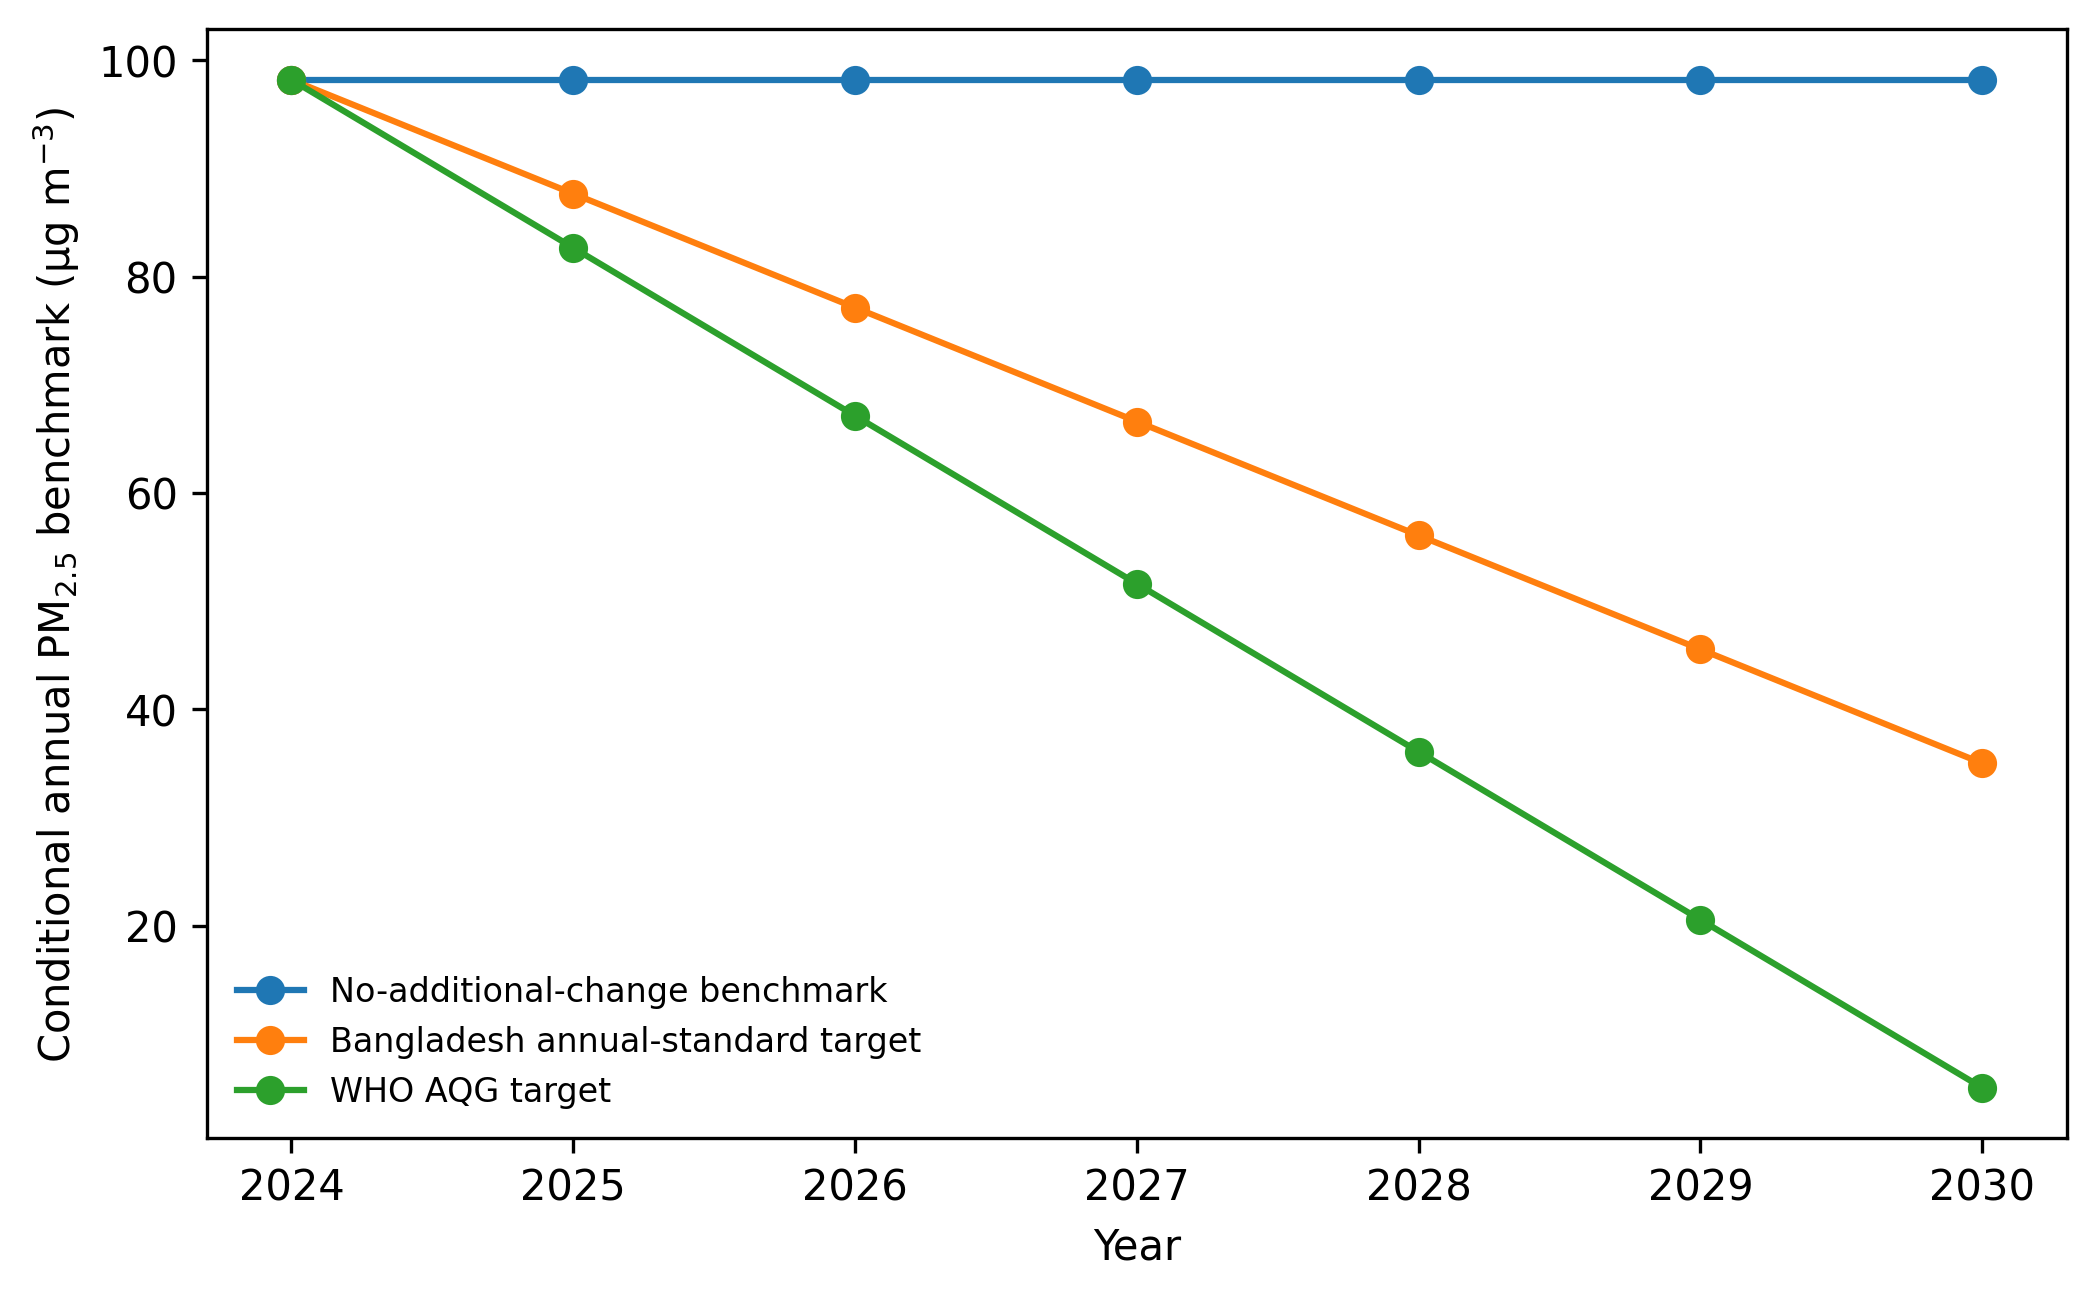 Conditional annual PM₂.₅ benchmark (µg m⁻³)
100
80
60
40
20
No-additional-change benchmark
Bangladesh annual-standard target
WHO AQG target
2024 2025 2026 2027 2028 2029 2030
Year